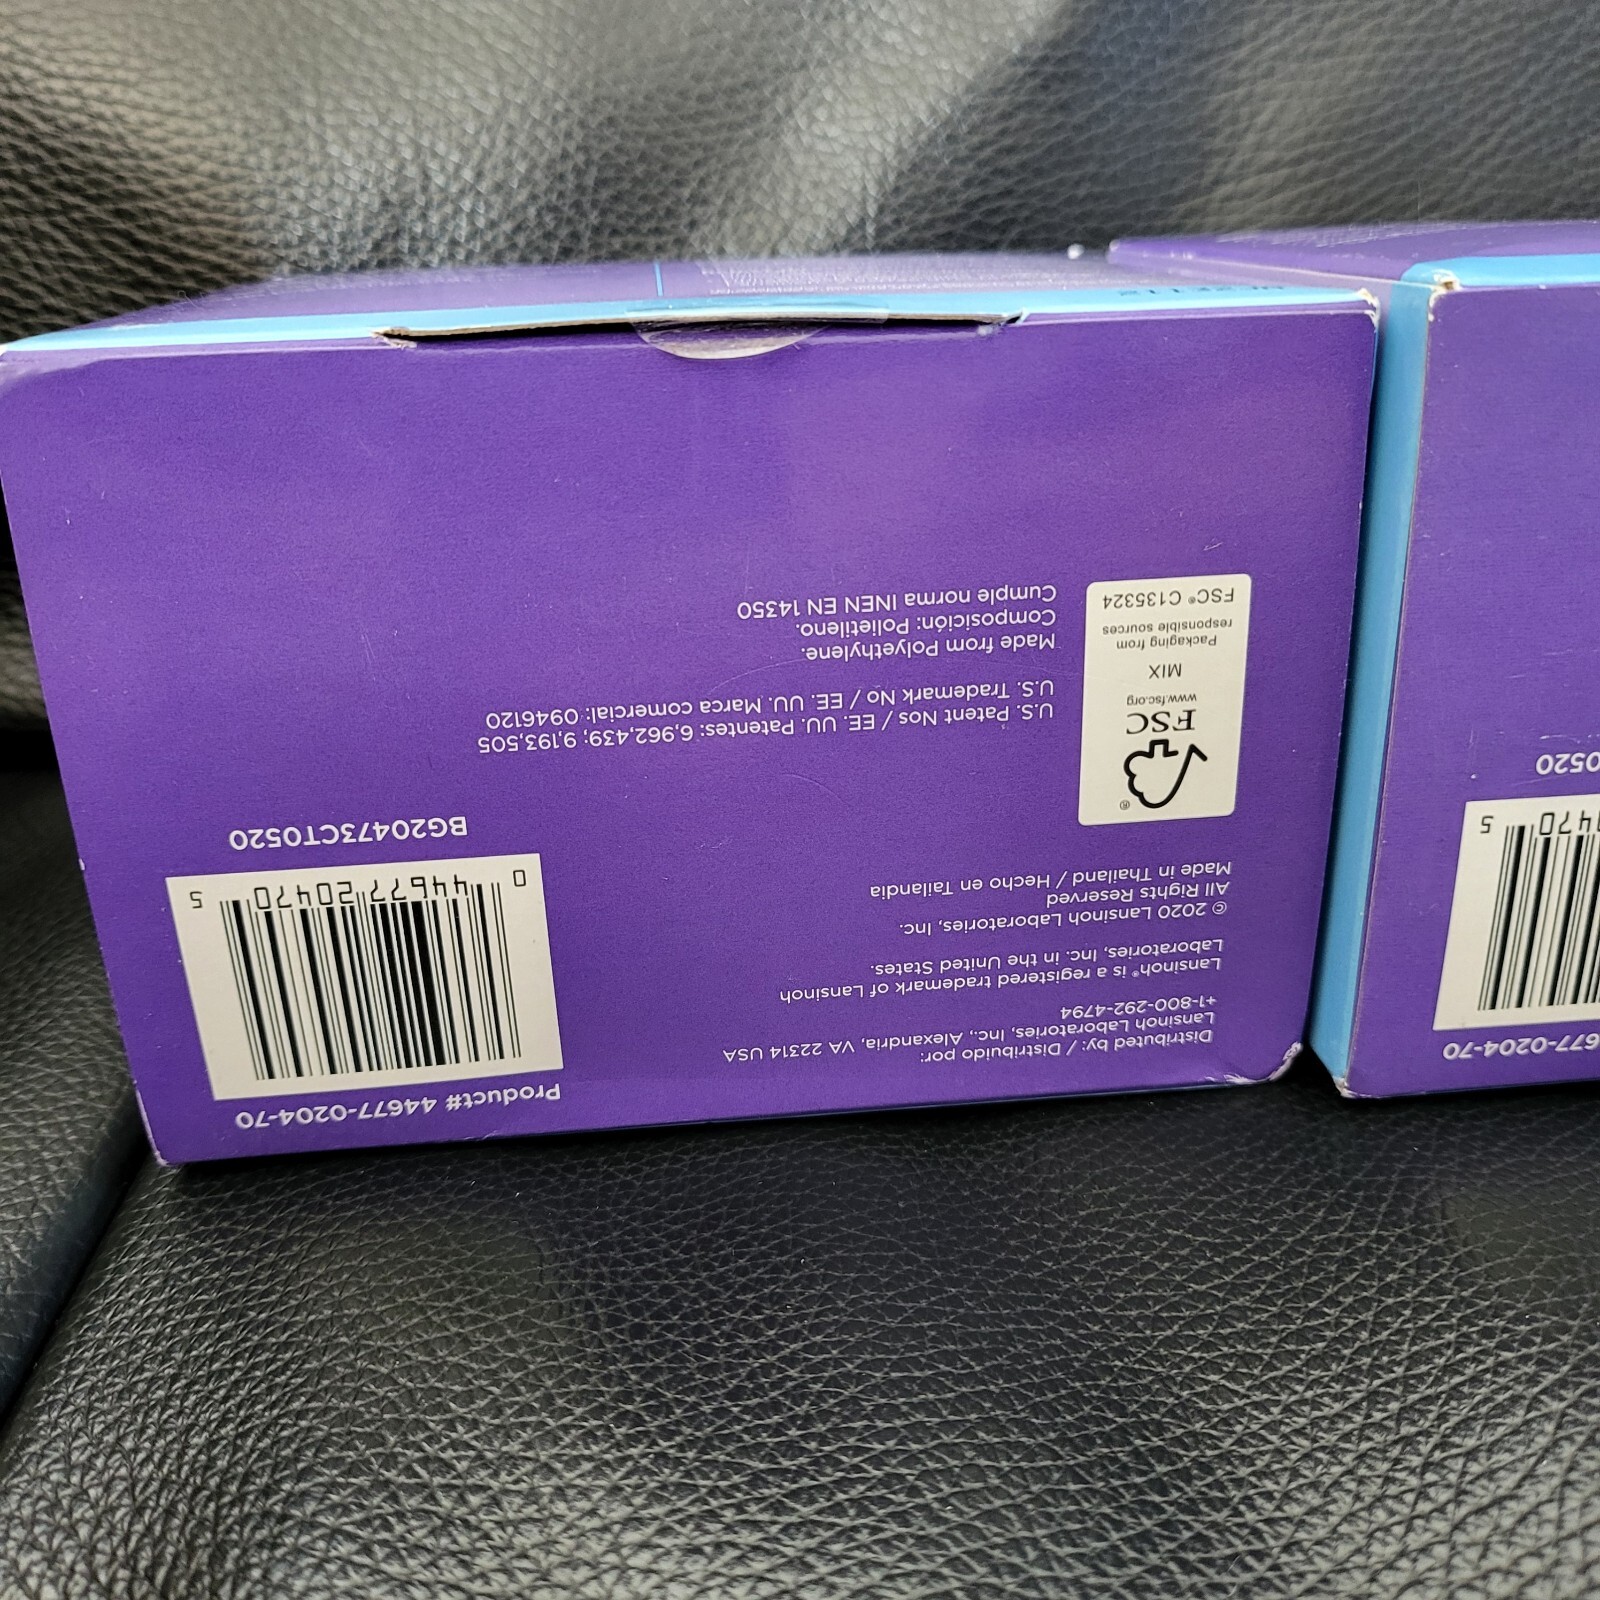 Product# 44677-0204-70
0 44677 20470 5
BG20473CT0520
Distributed by: / Distribuido por:
Lansinoh Laboratories, Inc., Alexandria, VA 22314 USA
+1-800-292-4794
Lansinoh® is a registered trademark of Lansinoh
Laboratories, Inc. in the United States.
© 2020 Lansinoh Laboratories, Inc.
All Rights Reserved
Made in Thailand / Hecho en Tailandia
®
FSC
www.fsc.org
MIX
Packaging from
responsible sources
FSC® C135324
U.S. Patent Nos / EE. UU. Patentes: 6,962,439; 9,193,505
U.S. Trademark No / EE. UU. Marca comercial: 0946120
Made from Polyethylene.
Composición: Polietileno.
Cumple norma INEN EN 14350
677-0204-70
470 5
0520